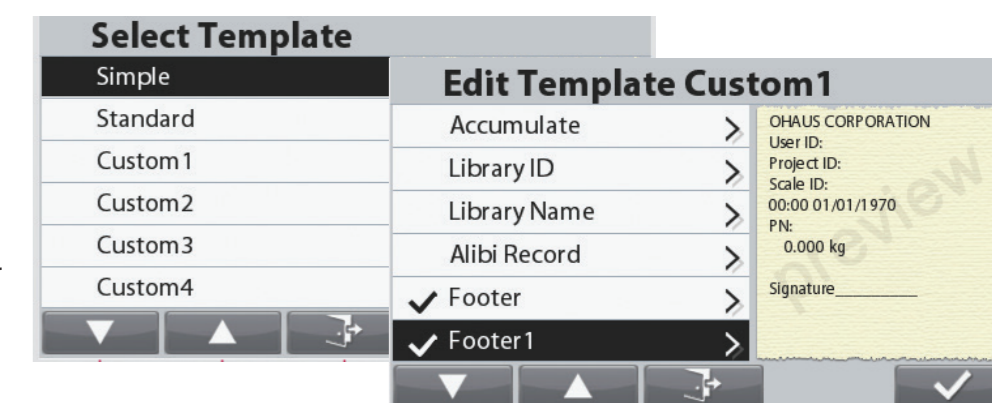 Select Template
Simple
Standard
Custom1
Custom2
Custom3
Custom4
Edit Template Custom1
Accumulate
Library ID
Library Name
Alibi Record
Footer
Footer1
OHAUS CORPORATION
User ID:
Project ID:
Scale ID:
00:00 01/01/1970
PN:
0.000 kg
Signature__________
preview